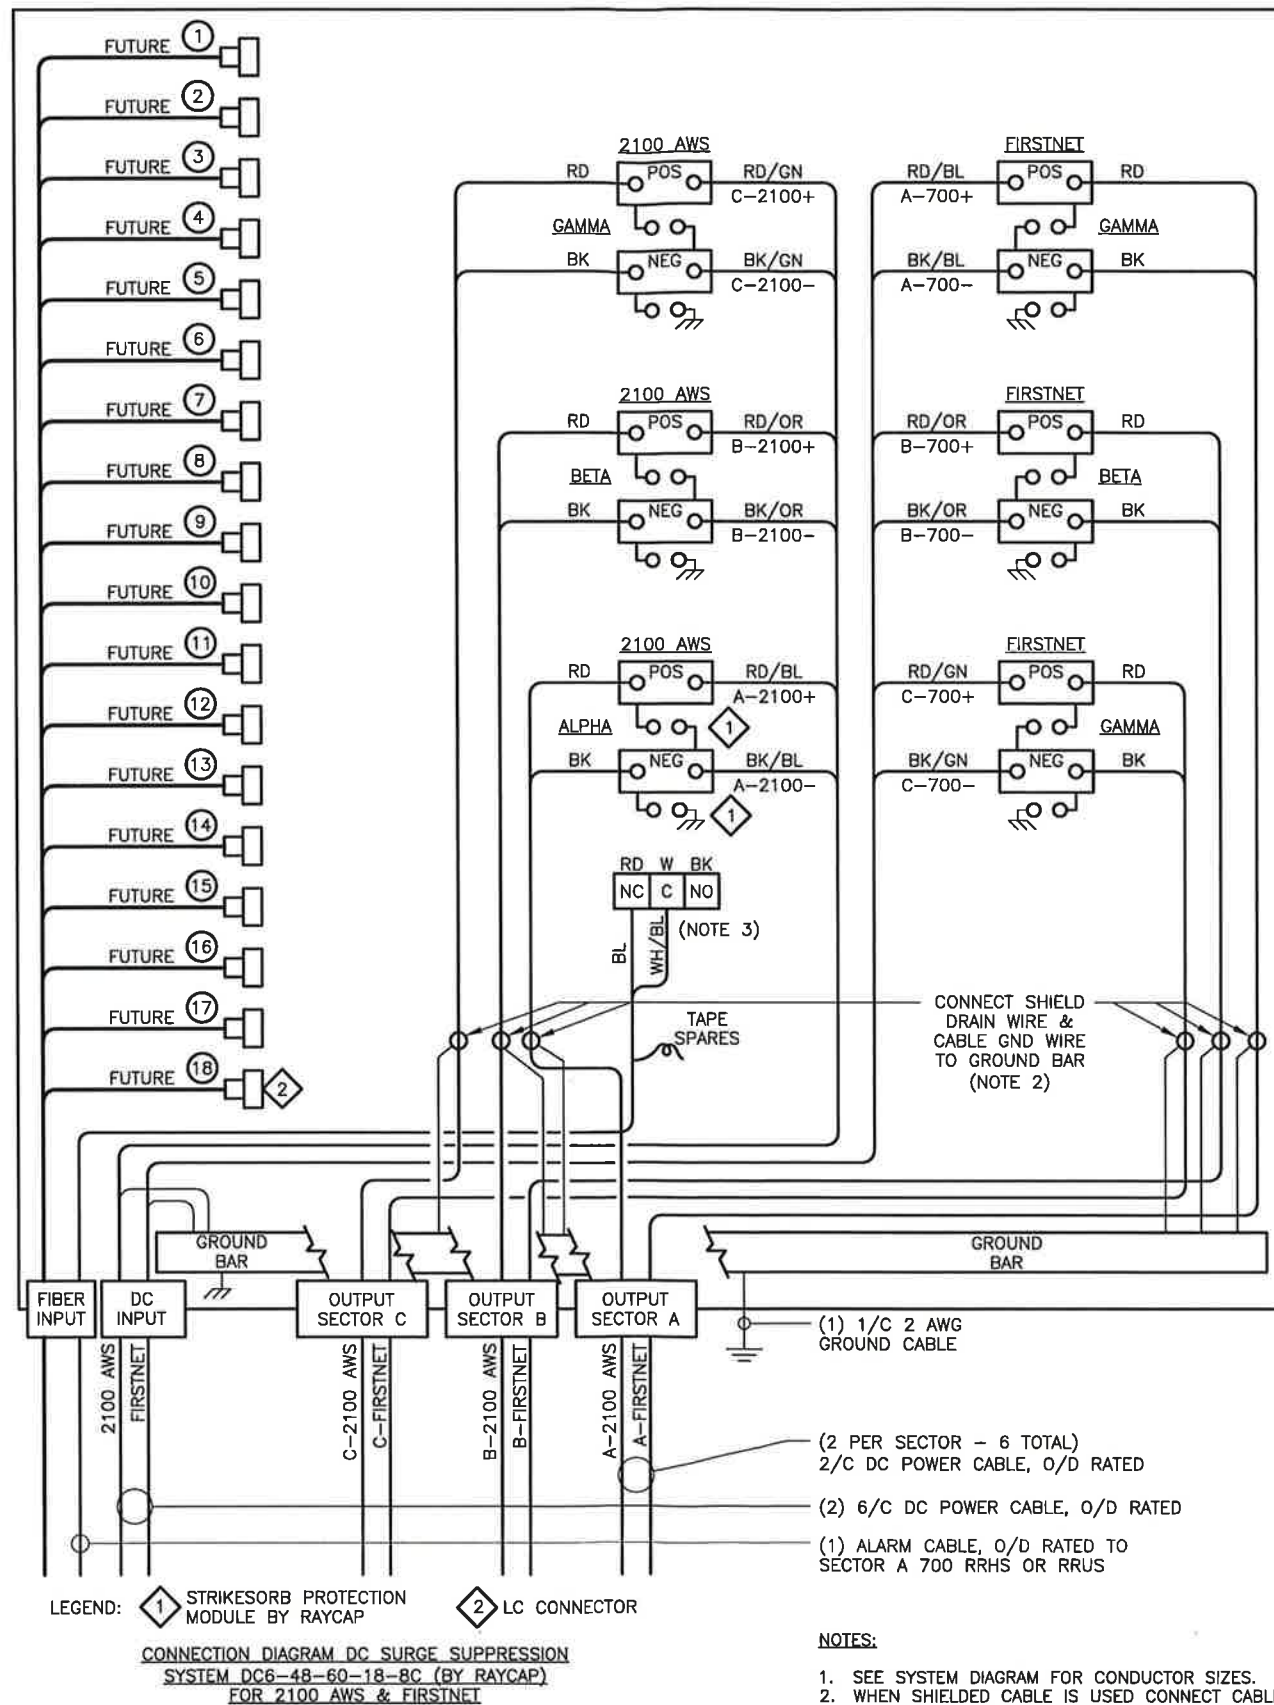 FUTURE 1
FUTURE 2
FUTURE 3
FUTURE 4
FUTURE 5
FUTURE 6
FUTURE 7
FUTURE 8
FUTURE 9
FUTURE 10
FUTURE 11
FUTURE 12
FUTURE 13
FUTURE 14
FUTURE 15
FUTURE 16
FUTURE 17
FUTURE 18
2
2100 AWS
RD POS RD/GN
C-2100+
GAMMA
BK NEG BK/GN
C-2100-
2100 AWS
RD POS RD/OR
B-2100+
BETA
BK NEG BK/OR
B-2100-
2100 AWS
RD POS RD/BL
A-2100+
ALPHA 1
BK NEG BK/BL
A-2100-
1
FIRSTNET
RD/BL POS RD
A-700+
GAMMA
BK/BL NEG BK
A-700-
FIRSTNET
RD/OR POS RD
B-700+
BETA
BK/OR NEG BK
B-700-
FIRSTNET
RD/GN POS RD
C-700+
GAMMA
BK/GN NEG BK
C-700-
RD W BK
NC C NO
(NOTE 3)
BL
WH/BL
TAPE
SPARES
CONNECT SHIELD
DRAIN WIRE &
CABLE GND WIRE
TO GROUND BAR
(NOTE 2)
GROUND
BAR
GROUND
BAR
FIBER
INPUT
DC
INPUT
OUTPUT
SECTOR C
OUTPUT
SECTOR B
OUTPUT
SECTOR A
2100 AWS
FIRSTNET
C-2100 AWS
C-FIRSTNET
B-2100 AWS
B-FIRSTNET
A-2100 AWS
A-FIRSTNET
(1) 1/C 2 AWG
GROUND CABLE
(2 PER SECTOR - 6 TOTAL)
2/C DC POWER CABLE, O/D RATED
(2) 6/C DC POWER CABLE, O/D RATED
(1) ALARM CABLE, O/D RATED TO
SECTOR A 700 RRHS OR RRUS
LEGEND: 1 STRIKESORB PROTECTION
MODULE BY RAYCAP
2 LC CONNECTOR
CONNECTION DIAGRAM DC SURGE SUPPRESSION
SYSTEM DC6-48-60-18-8C (BY RAYCAP)
FOR 2100 AWS & FIRSTNET
NOTES:
1. SEE SYSTEM DIAGRAM FOR CONDUCTOR SIZES.
2. WHEN SHIELDED CABLE IS USED CONNECT CABL